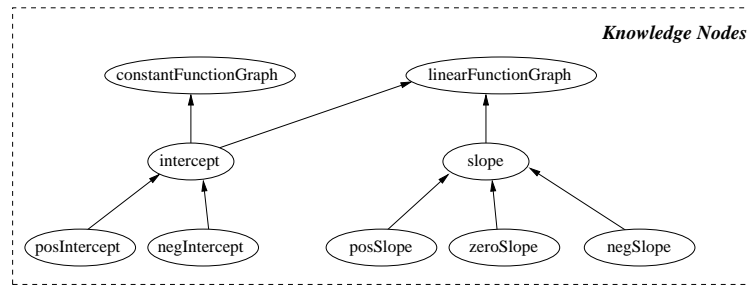 Knowledge Nodes
constantFunctionGraph
linearFunctionGraph
intercept
slope
posIntercept
negIntercept
posSlope
zeroSlope
negSlope